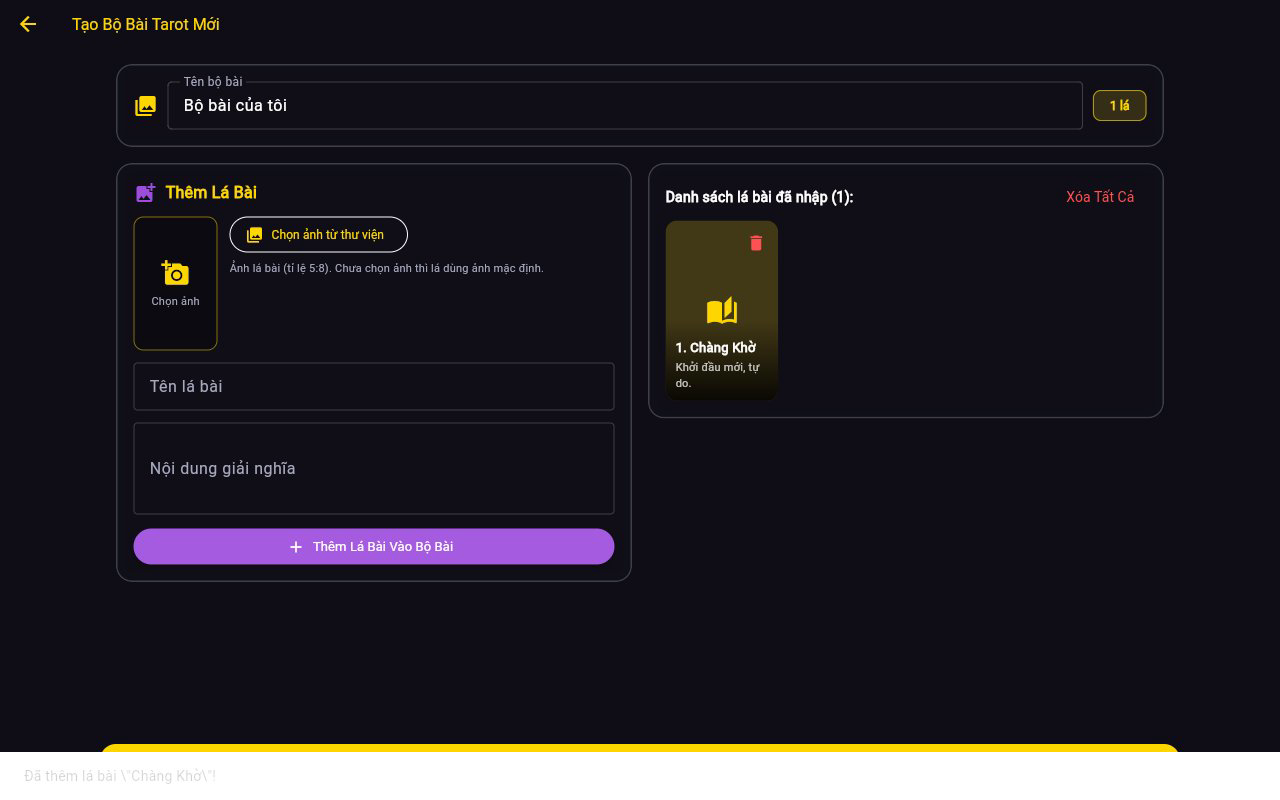 Tạo Bộ Bài Tarot Mới
Tên bộ bài
Bộ bài của tôi
1 lá
Thêm Lá Bài
Chọn ảnh
Chọn ảnh từ thư viện
Ảnh lá bài (tỉ lệ 5:8). Chưa chọn ảnh thì lá dùng ảnh mặc định.
Tên lá bài
Nội dung giải nghĩa
Thêm Lá Bài Vào Bộ Bài
Danh sách lá bài đã nhập (1):
Xóa Tất Cả
1. Chàng Khờ
Khởi đầu mới, tự
do.
Đã thêm lá bài \"Chàng Khờ\"!